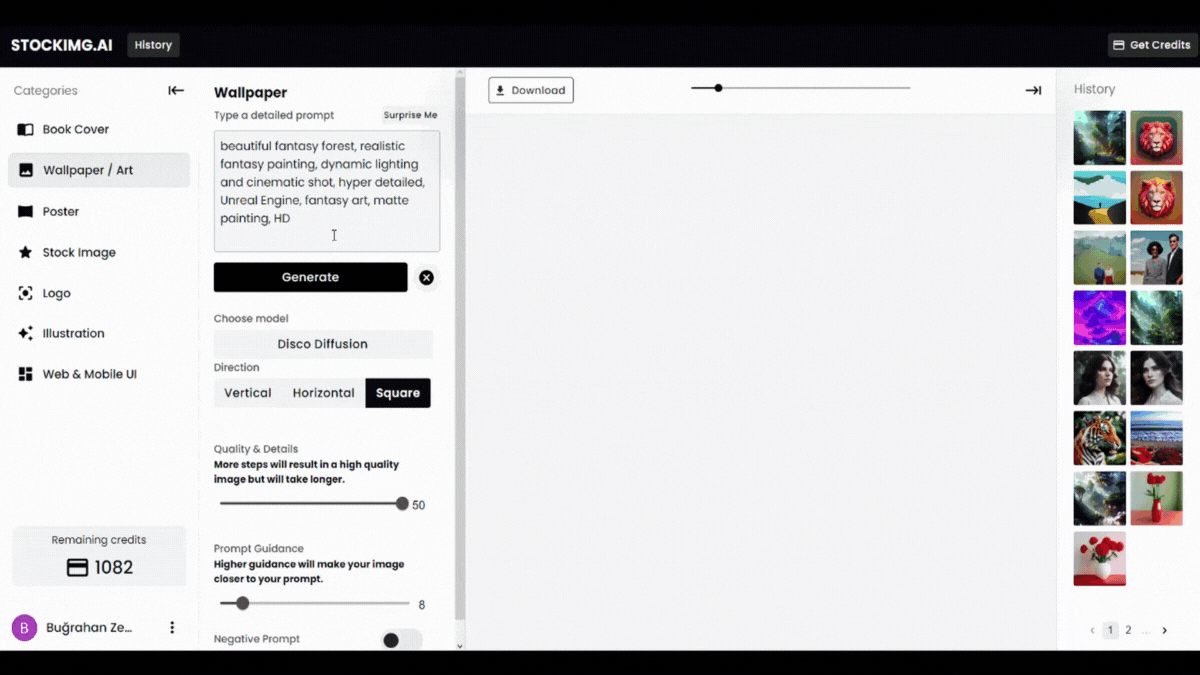 STOCKIMG.AI
History
Get Credits
Categories
Book Cover
Wallpaper / Art
Poster
Stock Image
Logo
Illustration
Web & Mobile UI
Remaining credits
1082
B
Buğrahan Ze...
Wallpaper
Type a detailed prompt
Surprise Me
beautiful fantasy forest, realistic
fantasy painting, dynamic lighting
and cinematic shot, hyper detailed,
Unreal Engine, fantasy art, matte
painting, HD
Generate
Choose model
Disco Diffusion
Direction
Vertical
Horizontal
Square
Quality & Details
More steps will result in a high quality
image but will take longer.
50
Prompt Guidance
Higher guidance will make your image
closer to your prompt.
8
Negative Prompt
Download
History
1 2 ...